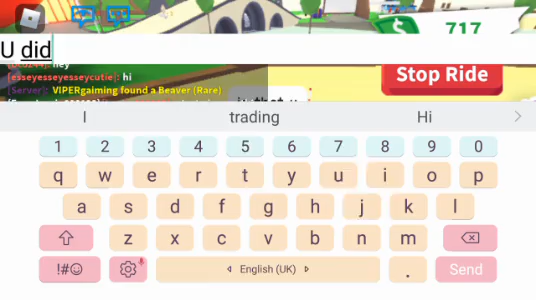 717
U did
hey
[esseyesseyesseycutie]: hi
[Server]: VIPERgaiming found a Beaver (Rare)
Stop Ride
I trading Hi
1 2 3 4 5 6 7 8 9 0
q w e r t y u i o p
a s d f g h j k l
z x c v b n m
!#☺ English (UK) . Send